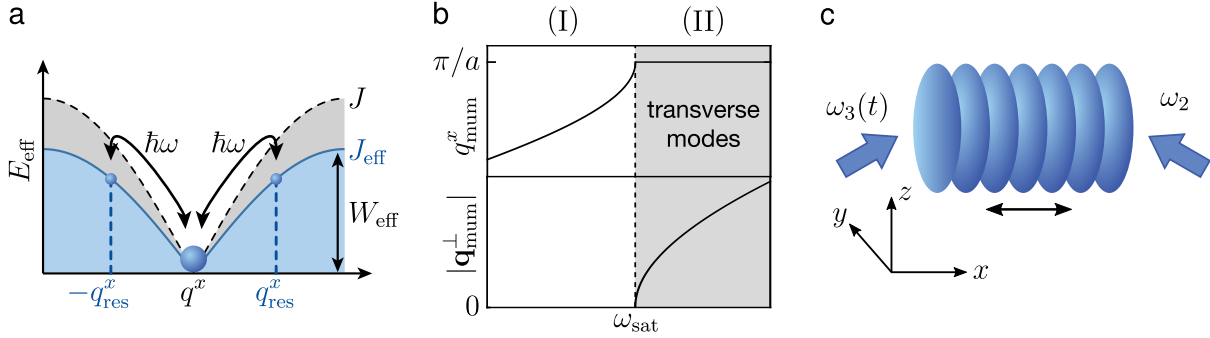 a
E_eff
ħω
ħω
J
J_eff
W_eff
−q^x_res
q^x
q^x_res
b
(I)
(II)
π/a
q^x_mum
transverse
modes
|q^⊥_mum|
0
ω_sat
c
ω_3(t)
ω_2
z
y
x